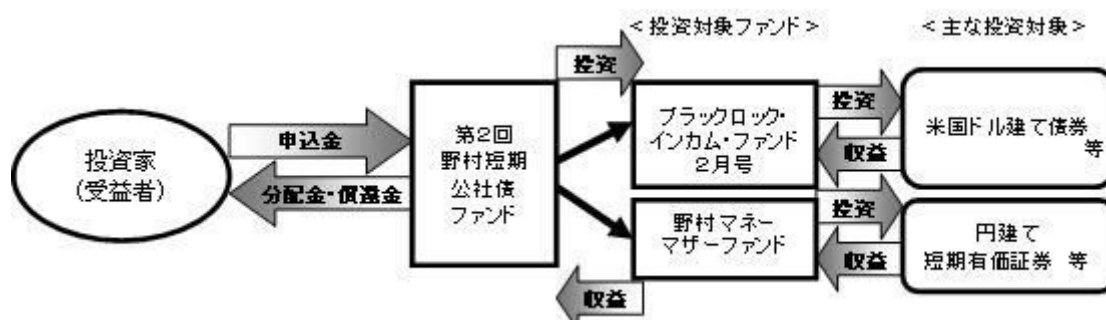 <投資対象ファンド>
<主な投資対象>
投資
投資家
(受益者)
申込金
分配金・償還金
第2回
野村短期
公社債
ファンド
ブラックロック・
インカム・ファンド
2月号
投資
収益
米国ドル建て債券
等
野村マネー
マザーファンド
投資
収益
円建て
短期有価証券 等
収益